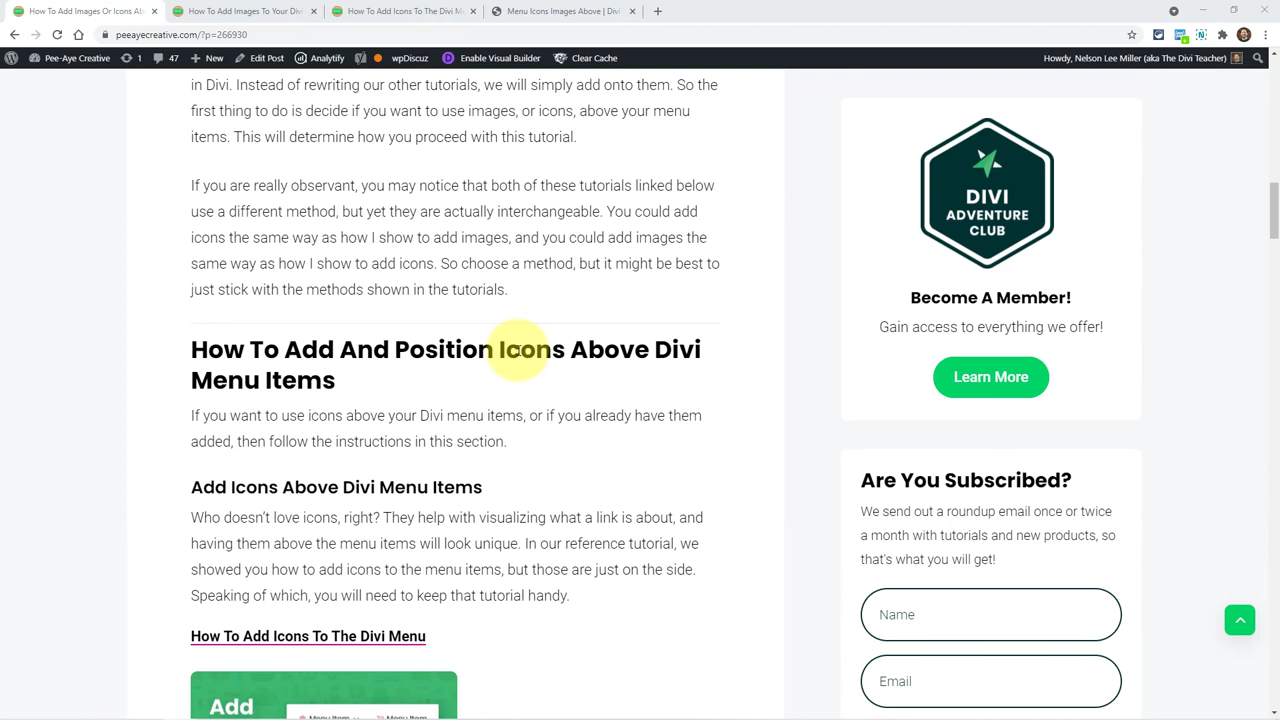 How To Add Images Or Icons Ab
How To Add Images To Your Divi
How To Add Icons To The Divi M
Menu Icons Images Above | Divi
peeayecreative.com/?p=266930
Pee-Aye Creative 1 47 New Edit Post Analytify wpDiscuz Enable Visual Builder Clear Cache Howdy, Nelson Lee Miller (aka The Divi Teacher)
in Divi. Instead of rewriting our other tutorials, we will simply add onto them. So the
first thing to do is decide if you want to use images, or icons, above your menu
items. This will determine how you proceed with this tutorial.
If you are really observant, you may notice that both of these tutorials linked below
use a different method, but yet they are actually interchangeable. You could add
icons the same way as how I show to add images, and you could add images the
same way as how I show to add icons. So choose a method, but it might be best to
just stick with the methods shown in the tutorials.
How To Add And Position Icons Above Divi
Menu Items
If you want to use icons above your Divi menu items, or if you already have them
added, then follow the instructions in this section.
Add Icons Above Divi Menu Items
Who doesn't love icons, right? They help with visualizing what a link is about, and
having them above the menu items will look unique. In our reference tutorial, we
showed you how to add icons to the menu items, but those are just on the side.
Speaking of which, you will need to keep that tutorial handy.
How To Add Icons To The Divi Menu
Add
Menu Item
Menu Item
DIVI
ADVENTURE
CLUB
Become A Member!
Gain access to everything we offer!
Learn More
Are You Subscribed?
We send out a roundup email once or twice
a month with tutorials and new products, so
that's what you will get!
Name
Email